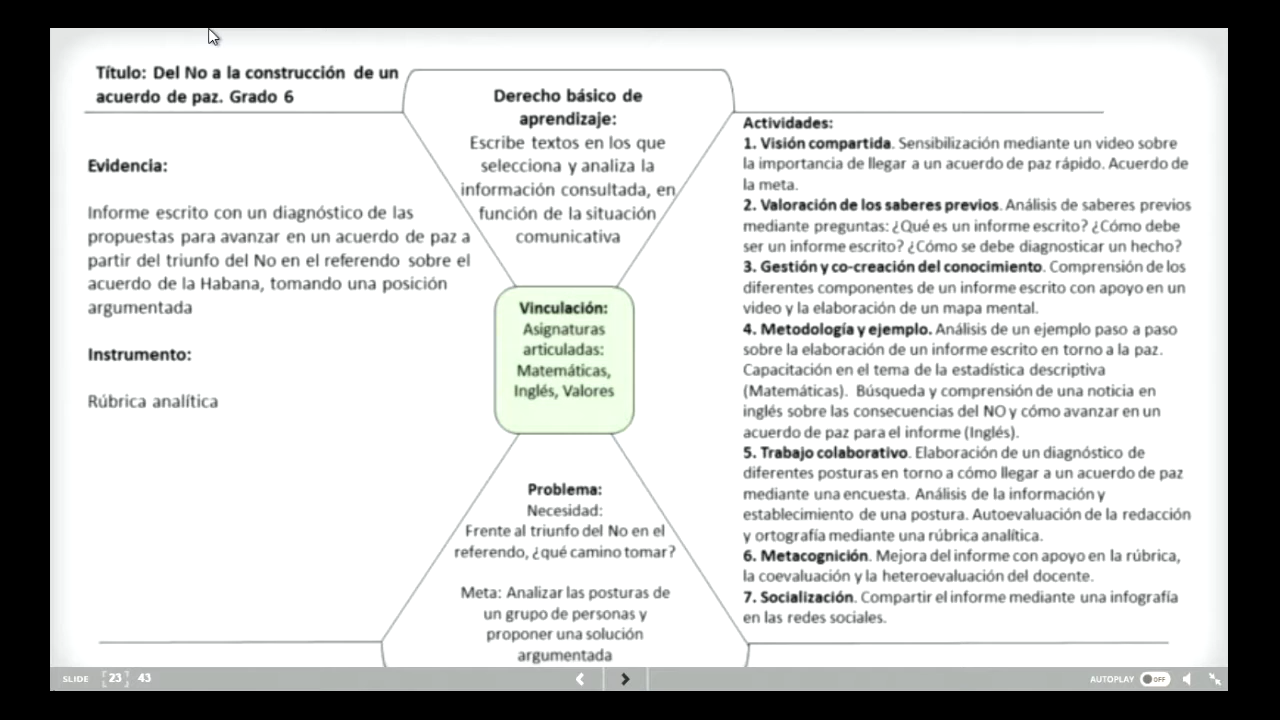 Título: Del No a la construcción de un
acuerdo de paz. Grado 6
Evidencia:
Informe escrito con un diagnóstico de las
propuestas para avanzar en un acuerdo de paz a
partir del triunfo del No en el referendo sobre el
acuerdo de la Habana, tomando una posición
argumentada
Instrumento:
Rúbrica analítica
Derecho básico de
aprendizaje:
Escribe textos en los que
selecciona y analiza la
información consultada, en
función de la situación
comunicativa
Vinculación:
Asignaturas
articuladas:
Matemáticas,
Inglés, Valores
Problema:
Necesidad:
Frente al triunfo del No en el
referendo, ¿qué camino tomar?
Meta: Analizar las posturas de
un grupo de personas y
proponer una solución
argumentada
Actividades:
1. Visión compartida. Sensibilización mediante un video sobre
la importancia de llegar a un acuerdo de paz rápido. Acuerdo de
la meta.
2. Valoración de los saberes previos. Análisis de saberes previos
mediante preguntas: ¿Qué es un informe escrito? ¿Cómo debe
ser un informe escrito? ¿Cómo se debe diagnosticar un hecho?
3. Gestión y co-creación del conocimiento. Comprensión de los
diferentes componentes de un informe escrito con apoyo en un
video y la elaboración de un mapa mental.
4. Metodología y ejemplo. Análisis de un ejemplo paso a paso
sobre la elaboración de un informe escrito en torno a la paz.
Capacitación en el tema de la estadística descriptiva
(Matemáticas). Búsqueda y comprensión de una noticia en
inglés sobre las consecuencias del NO y cómo avanzar en un
acuerdo de paz para el informe (Inglés).
5. Trabajo colaborativo. Elaboración de un diagnóstico de
diferentes posturas en torno a cómo llegar a un acuerdo de paz
mediante una encuesta. Análisis de la información y
establecimiento de una postura. Autoevaluación de la redacción
y ortografía mediante una rúbrica analítica.
6. Metacognición. Mejora del informe con apoyo en la rúbrica,
la coevaluación y la heteroevaluación del docente.
7. Socialización. Compartir el informe mediante una infografía
en las redes sociales.
SLIDE [23] 43
AUTOPLAY OFF